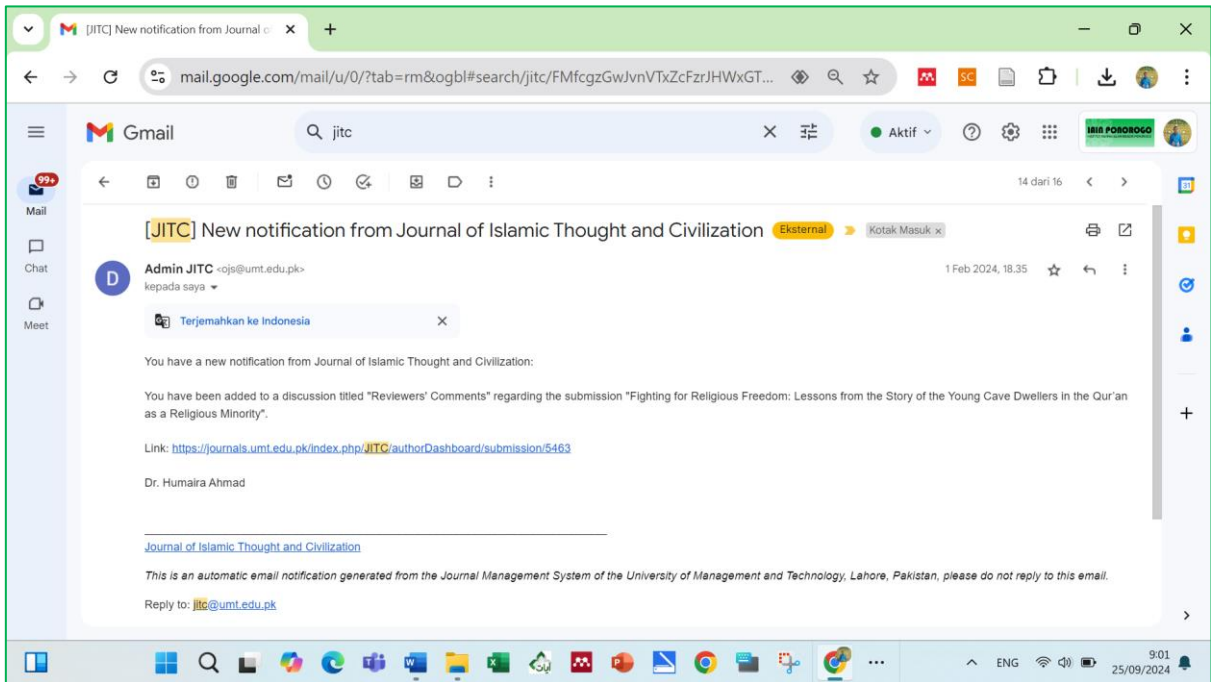 [JITC] New notification from Journal o
mail.google.com/mail/u/0/?tab=rm&ogbl#search/jitc/FMfcgzGwJvnVTxZcFzrJHWxGT...
SC
Gmail
jitc
Aktif
IAIN PONOROGO
99+
14 dari 16
31
Mail
[JITC] New notification from Journal of Islamic Thought and Civilization Eksternal Kotak Masuk x
Chat
D
Admin JITC <ojs@umt.edu.pk>
1 Feb 2024, 18.35
kepada saya
Meet
Terjemahkan ke Indonesia
You have a new notification from Journal of Islamic Thought and Civilization:
You have been added to a discussion titled "Reviewers' Comments" regarding the submission "Fighting for Religious Freedom: Lessons from the Story of the Young Cave Dwellers in the Qur'an
as a Religious Minority".
Link: https://journals.umt.edu.pk/index.php/JITC/authorDashboard/submission/5463
Dr. Humaira Ahmad
Journal of Islamic Thought and Civilization
This is an automatic email notification generated from the Journal Management System of the University of Management and Technology, Lahore, Pakistan, please do not reply to this email.
Reply to: jitc@umt.edu.pk
ENG
9:01
25/09/2024